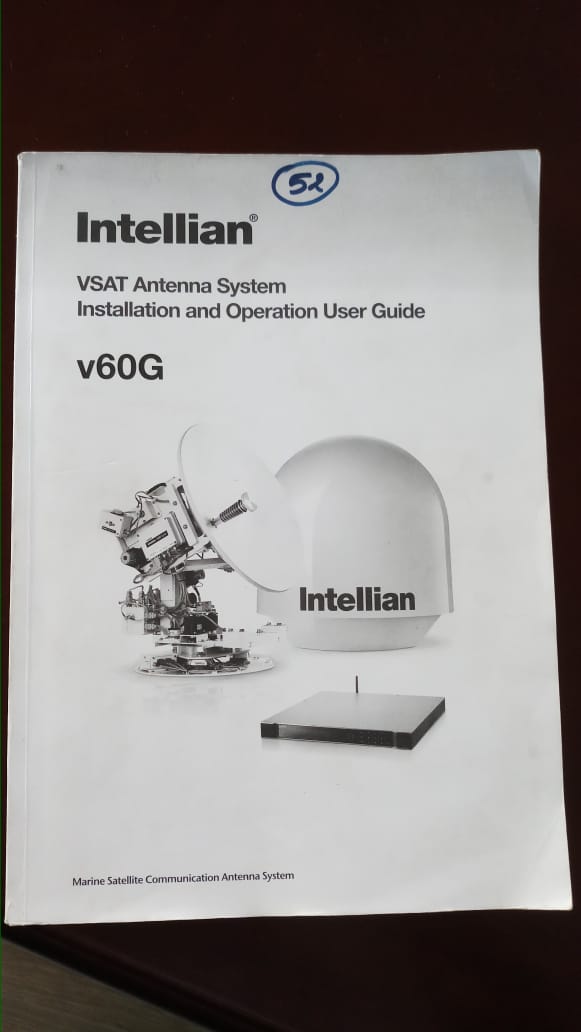 52
Intellian®
VSAT Antenna System
Installation and Operation User Guide
v60G
Intellian
Marine Satellite Communication Antenna System